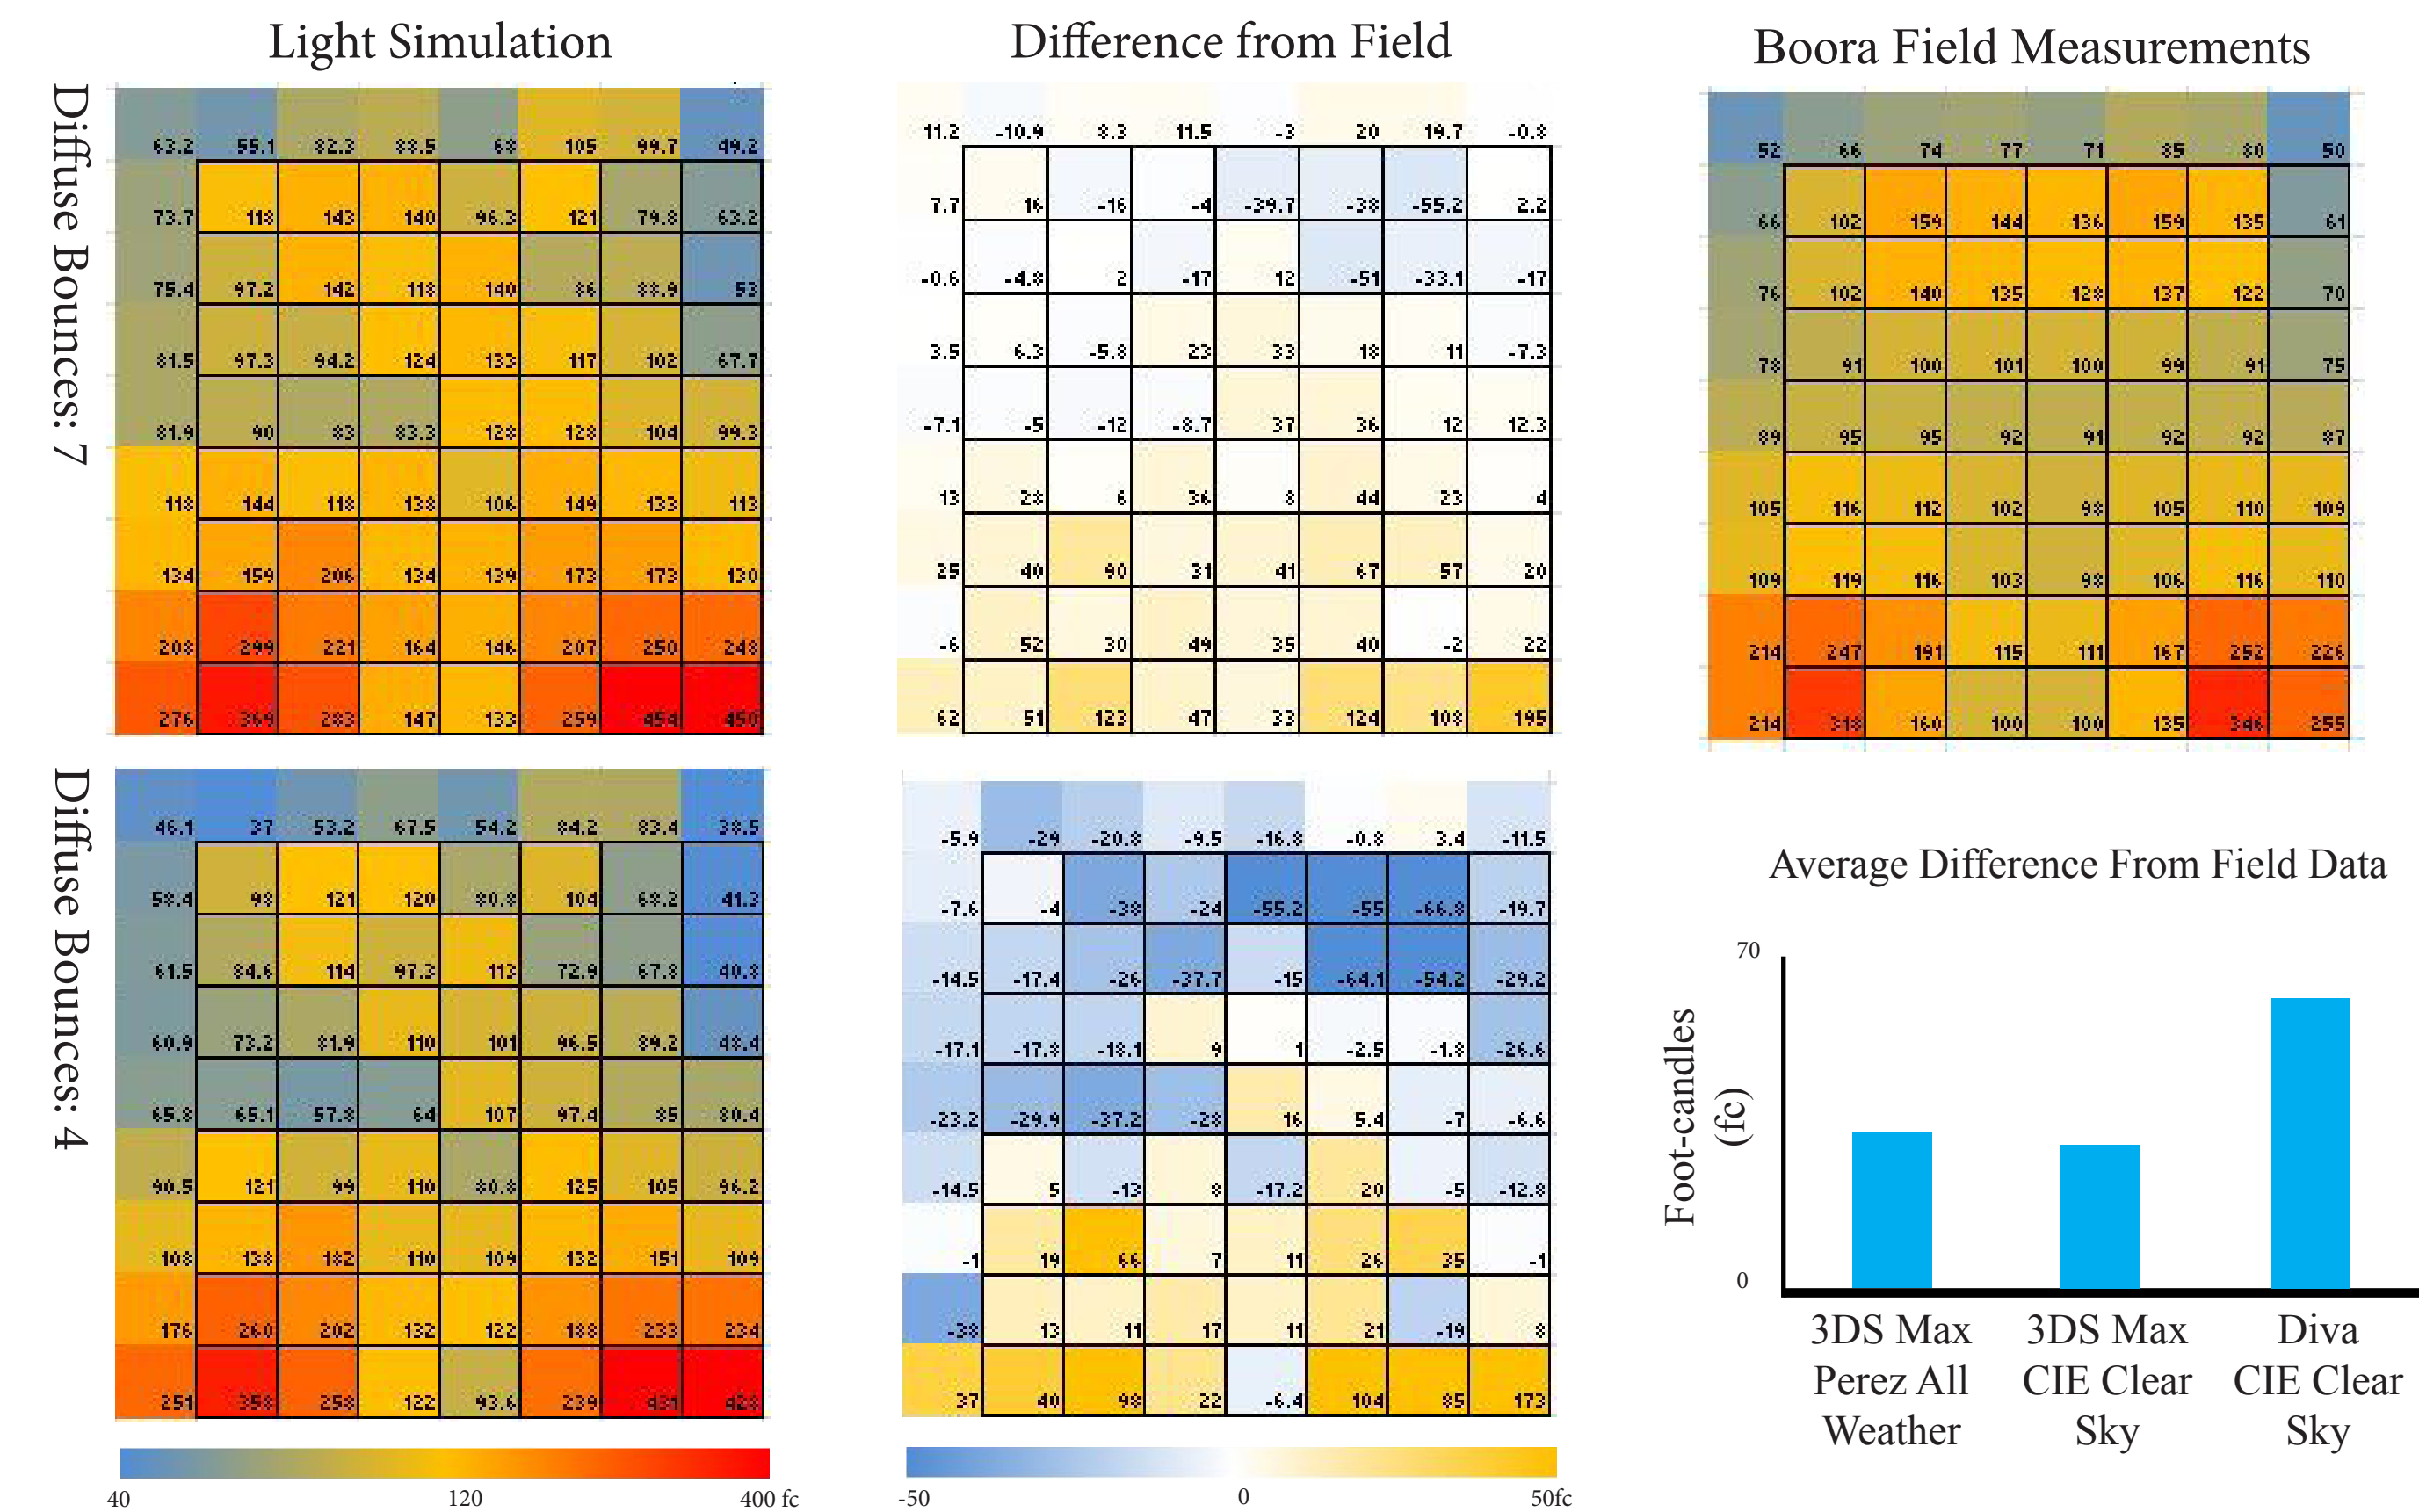 Light Simulation
Difference from Field
Boora Field Measurements
Diffuse Bounces: 7
63.2 55.1 82.3 88.5 68 105 99.7 49.2
73.7 118 143 140 96.3 121 79.8 63.2
75.4 97.2 142 118 140 86 88.9 53
81.5 97.3 94.2 124 133 117 102 67.7
81.9 90 83 83.3 128 128 104 99.3
118 144 118 138 106 149 133 113
134 159 206 134 139 173 173 130
208 299 221 164 146 207 250 248
276 369 283 147 133 259 454 450
11.2 -10.9 8.3 11.5 -3 20 19.7 -0.8
7.7 16 -16 -4 -39.7 -38 -55.2 2.2
-0.6 -4.8 2 -17 12 -51 -33.1 -17
3.5 6.3 -5.8 23 33 18 11 -7.3
-7.1 -5 -12 -8.7 37 36 12 12.3
13 28 6 36 8 44 23 4
25 40 90 31 41 67 57 20
-6 52 30 49 35 40 -2 22
62 51 123 47 33 124 108 195
52 66 74 77 71 85 80 50
66 102 159 144 136 159 135 61
76 102 140 135 128 137 122 70
78 91 100 101 100 99 91 75
89 95 95 92 91 92 92 87
105 116 112 102 98 105 110 109
109 119 116 103 98 106 116 110
214 247 191 115 111 167 252 226
214 318 160 100 100 135 346 255
Diffuse Bounces: 4
46.1 37 53.2 67.5 54.2 84.2 83.4 38.5
58.4 98 121 120 80.8 104 68.2 41.3
61.5 84.6 114 97.3 113 72.9 67.8 40.8
60.9 73.2 81.9 110 101 96.5 89.2 48.4
65.8 65.1 57.8 64 107 97.4 85 80.4
90.5 121 99 110 80.8 125 105 96.2
108 138 182 110 109 132 151 109
176 260 202 132 122 188 233 234
251 358 258 122 93.6 239 431 428
-5.9 -29 -20.8 -9.5 -16.8 -0.8 3.4 -11.5
-7.6 -4 -38 -24 -55.2 -55 -66.8 -19.7
-14.5 -17.4 -26 -37.7 -15 -64.1 -54.2 -29.2
-17.1 -17.8 -18.1 9 1 -2.5 -1.8 -26.6
-23.2 -29.9 -37.2 -28 16 5.4 -7 -6.6
-14.5 5 -13 8 -17.2 20 -5 -12.8
-1 19 66 7 11 26 35 -1
-38 13 11 17 11 21 -19 8
37 40 98 22 -6.4 104 85 173
40 120 400 fc
-50 0 50fc
Average Difference From Field Data
70
0
Foot-candles
(fc)
3DS Max
Perez All
Weather
3DS Max
CIE Clear
Sky
Diva
CIE Clear
Sky